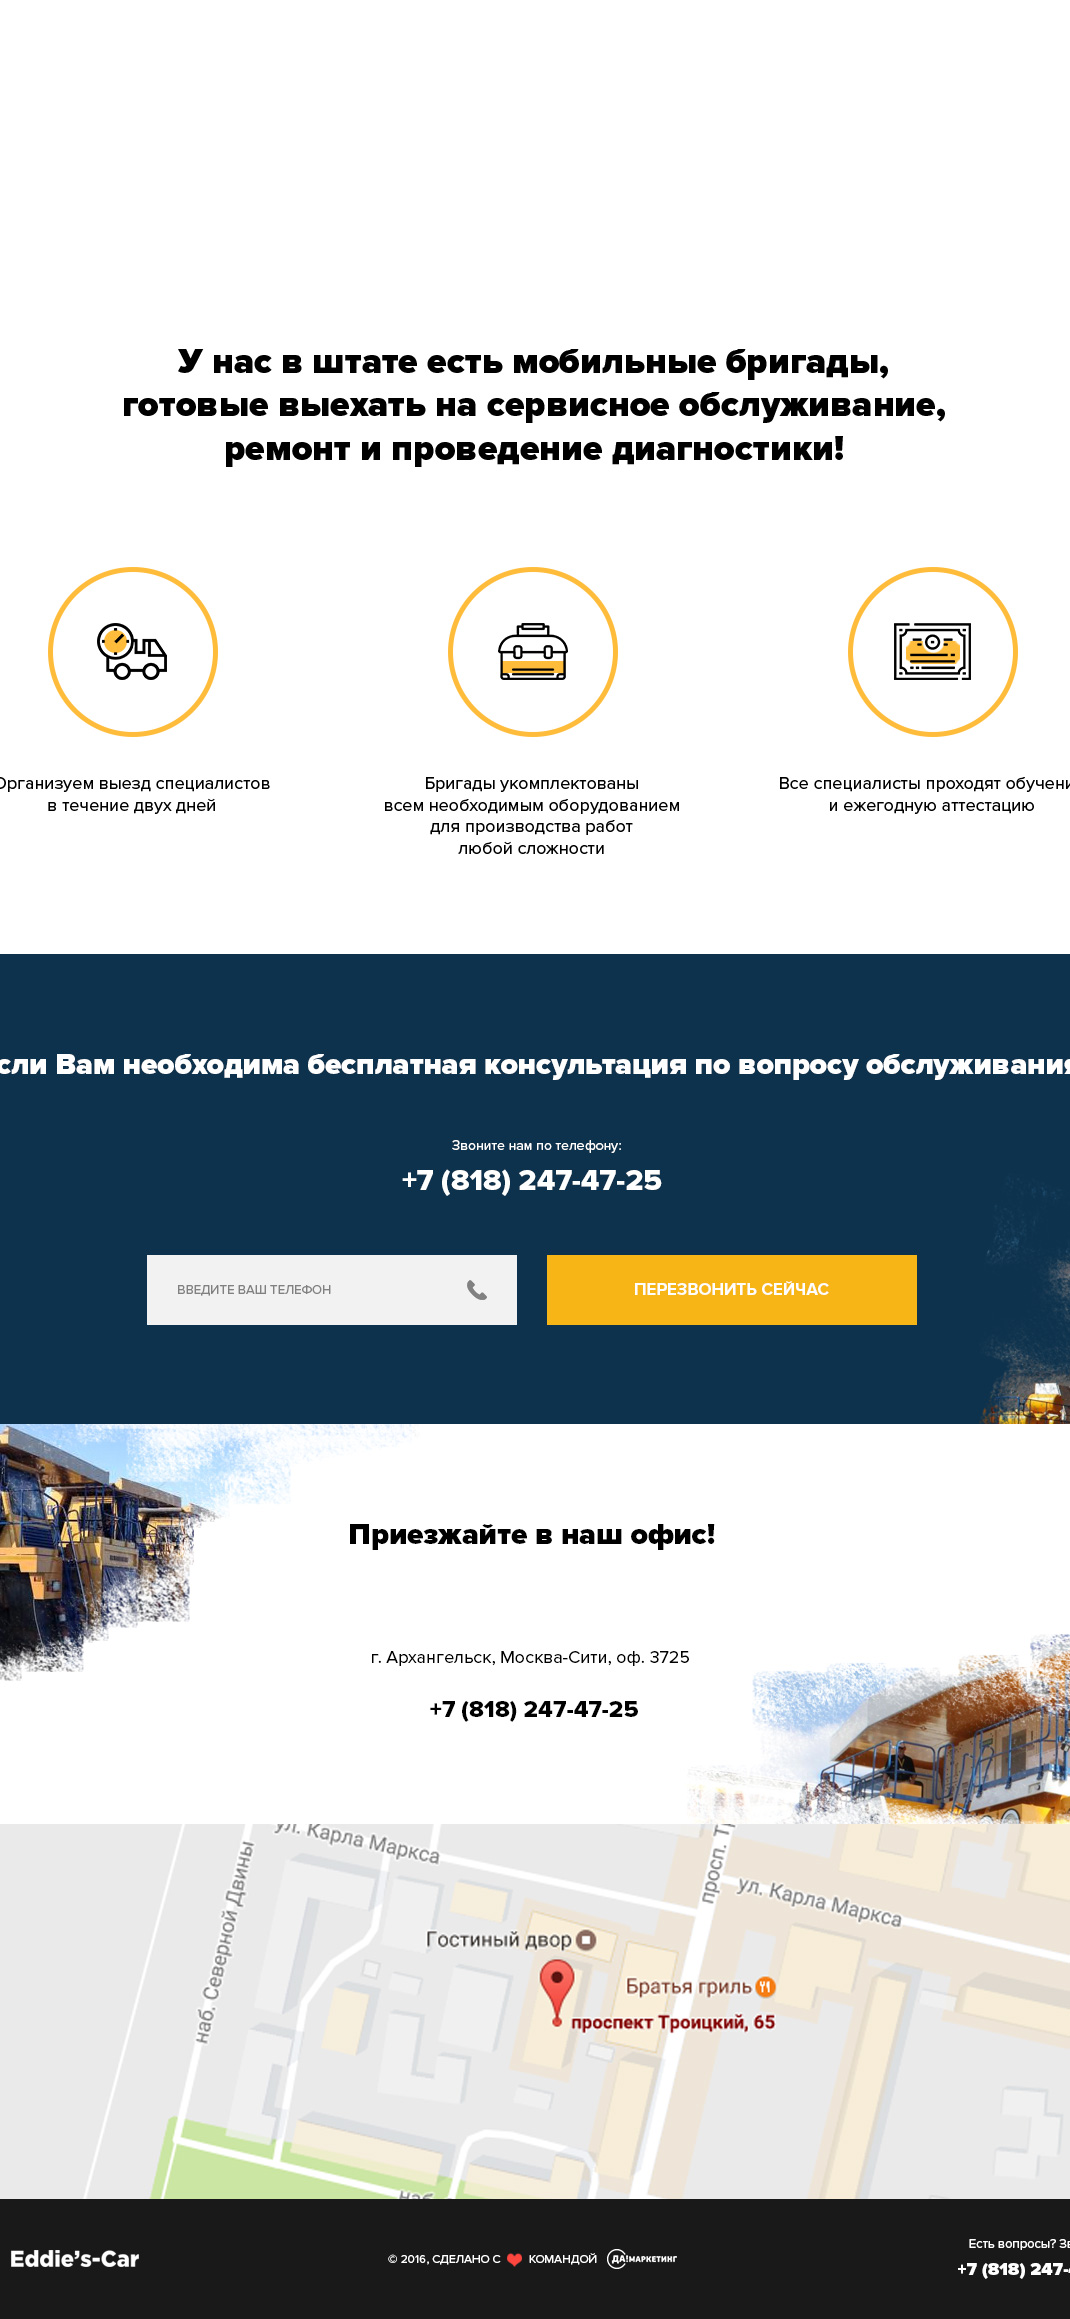 У нас в штате есть мобильные бригады,
готовые выехать на сервисное обслуживание,
ремонт и проведение диагностики!
Организуем выезд специалистов
в течение двух дней
Бригады укомплектованы
всем необходимым оборудованием
для производства работ
любой сложности
Все специалисты проходят обучени
и ежегодную аттестацию
сли Вам необходима бесплатная консультация по вопросу обслуживания
Звоните нам по телефону:
+7 (818) 247-47-25
ВВЕДИТЕ ВАШ ТЕЛЕФОН
ПЕРЕЗВОНИТЬ СЕЙЧАС
Приезжайте в наш офис!
г. Архангельск, Москва-Сити, оф. 3725
+7 (818) 247-47-25
ул. Карла Маркса
просп. Т
ул. Карла Маркса
наб. Северной Двины
Гостиный двор
Братья гриль
проспект Троицкий, 65
наб
Eddie's-Car
© 2016, СДЕЛАНО С ❤ КОМАНДОЙ ДА!МАРКЕТИНГ
Есть вопросы? Зв
+7 (818) 247-